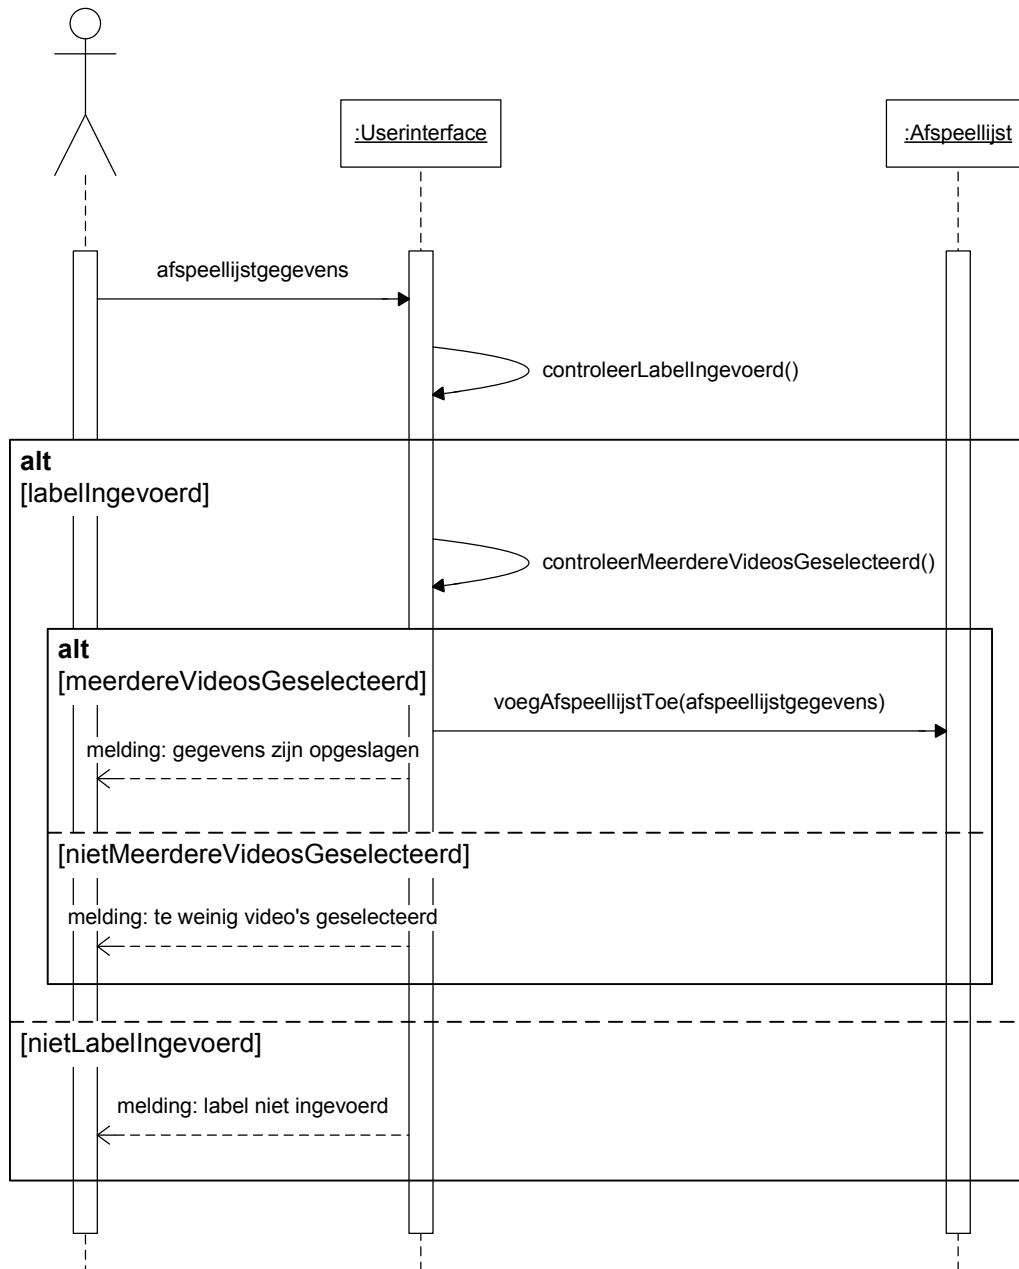 :Userinterface
:Afspeellijst
afspeellijstgegevens
controleerLabelIngevoerd()
alt
[labelIngevoerd]
controleerMeerdereVideosGeselecteerd()
alt
[meerdereVideosGeselecteerd]
voegAfspeellijstToe(afspeellijstgegevens)
melding: gegevens zijn opgeslagen
[nietMeerdereVideosGeselecteerd]
melding: te weinig video's geselecteerd
[nietLabelIngevoerd]
melding: label niet ingevoerd